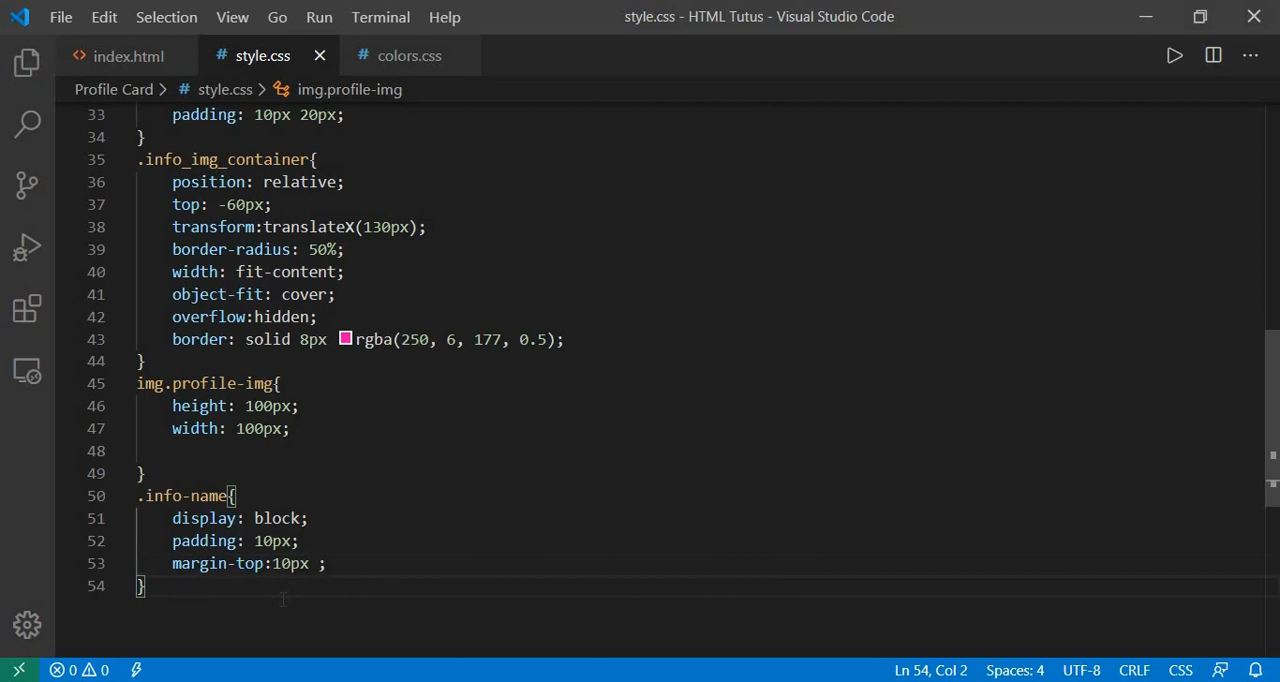 File Edit Selection View Go Run Terminal Help style.css - HTML Tutus - Visual Studio Code
index.html # style.css # colors.css
Profile Card > # style.css > img.profile-img
33 padding: 10px 20px;
34 }
35 .info_img_container{
36 position: relative;
37 top: -60px;
38 transform:translateX(130px);
39 border-radius: 50%;
40 width: fit-content;
41 object-fit: cover;
42 overflow:hidden;
43 border: solid 8px rgba(250, 6, 177, 0.5);
44 }
45 img.profile-img{
46 height: 100px;
47 width: 100px;
48
49 }
50 .info-name{
51 display: block;
52 padding: 10px;
53 margin-top:10px ;
54 }
0 0 Ln 54, Col 2 Spaces: 4 UTF-8 CRLF CSS